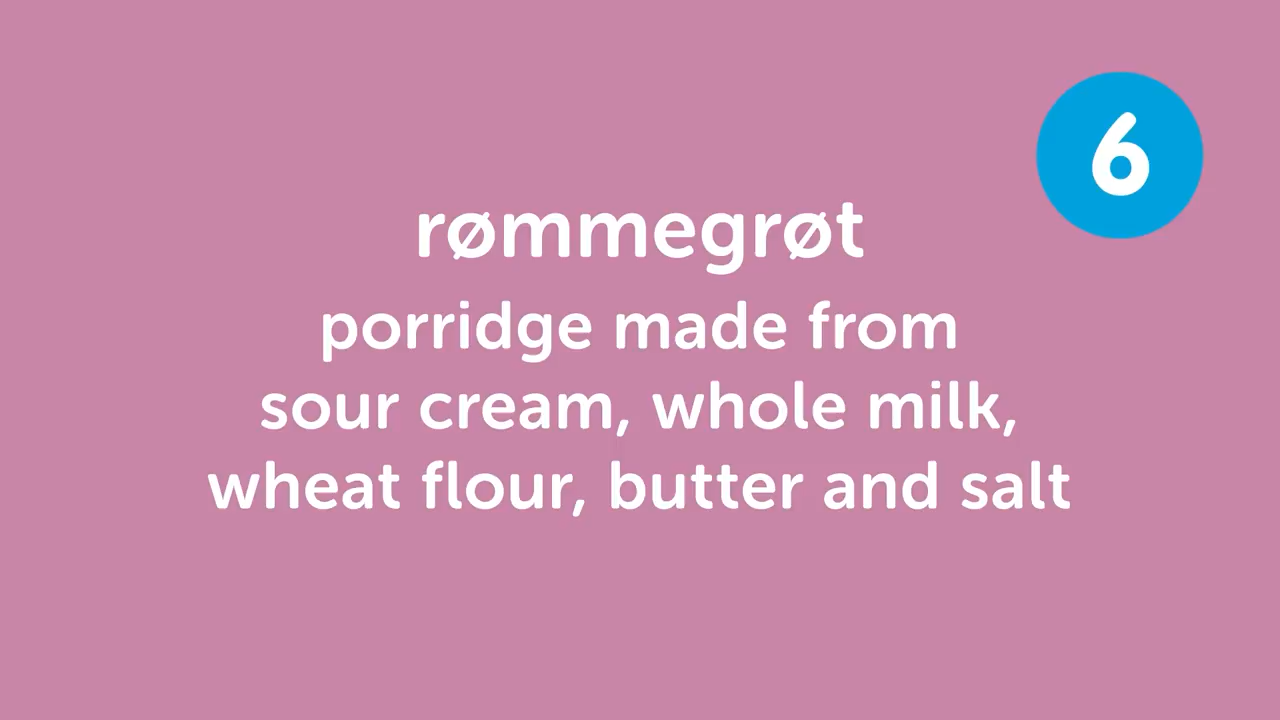 6
rømmegrøt
porridge made from
sour cream, whole milk,
wheat flour, butter and salt